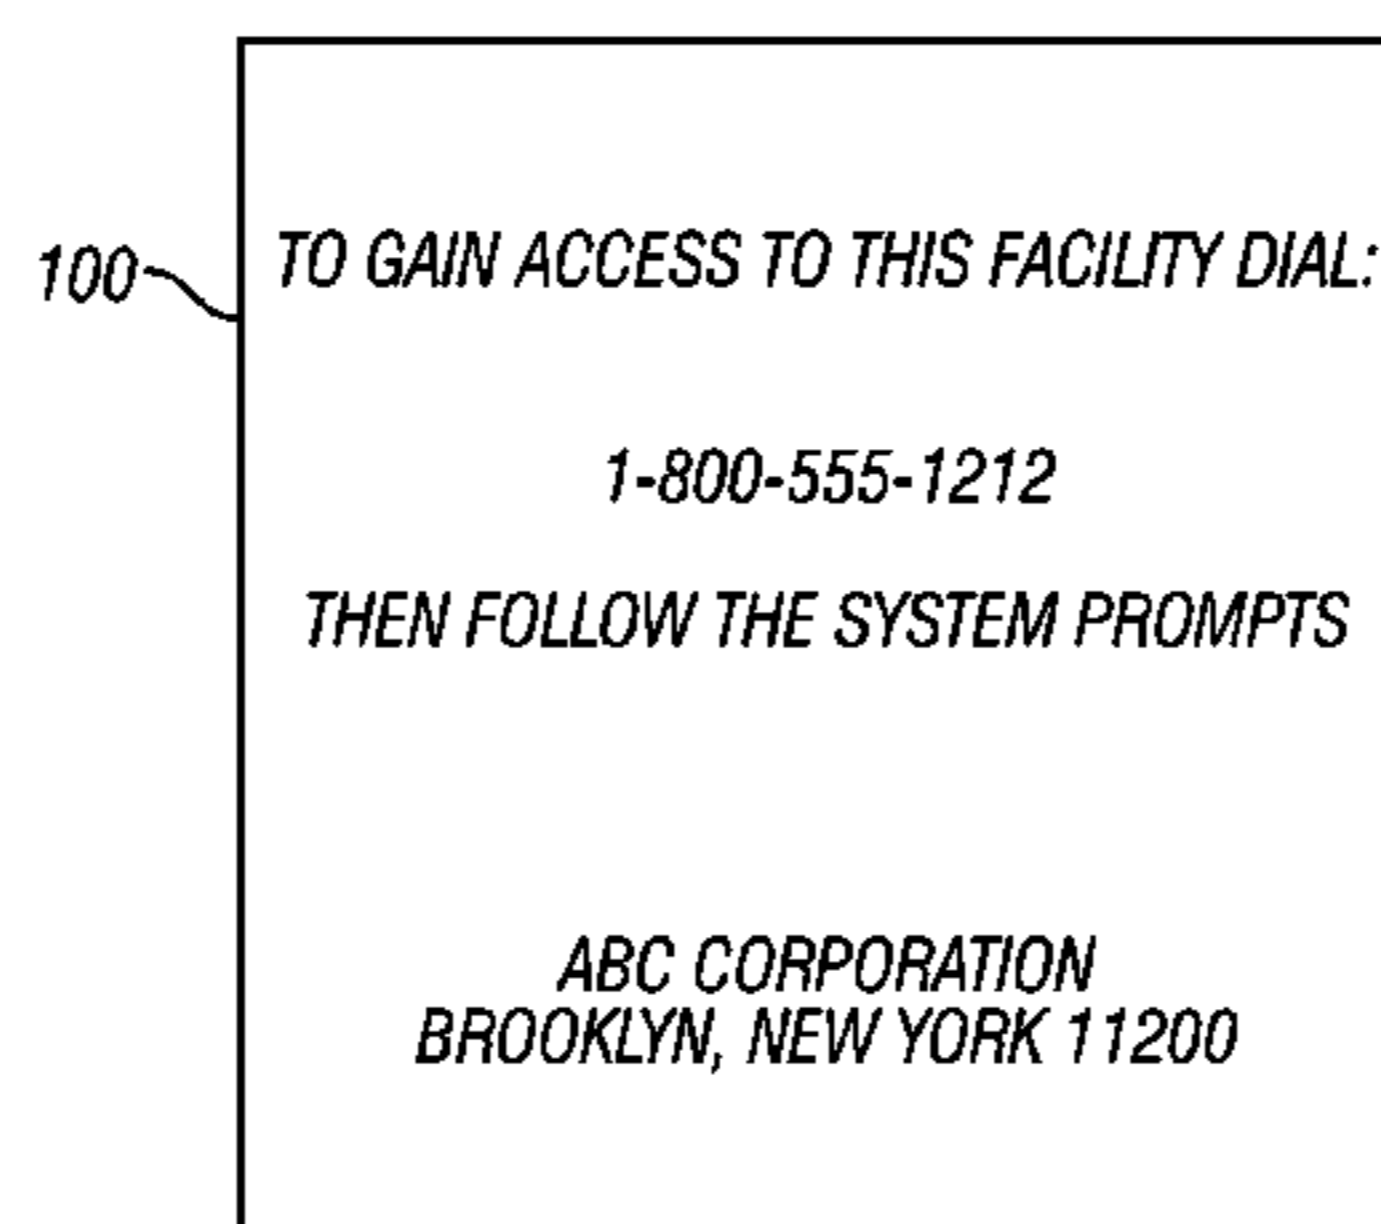 100
TO GAIN ACCESS TO THIS FACILITY DIAL:
1-800-555-1212
THEN FOLLOW THE SYSTEM PROMPTS
ABC CORPORATION
BROOKLYN, NEW YORK 11200